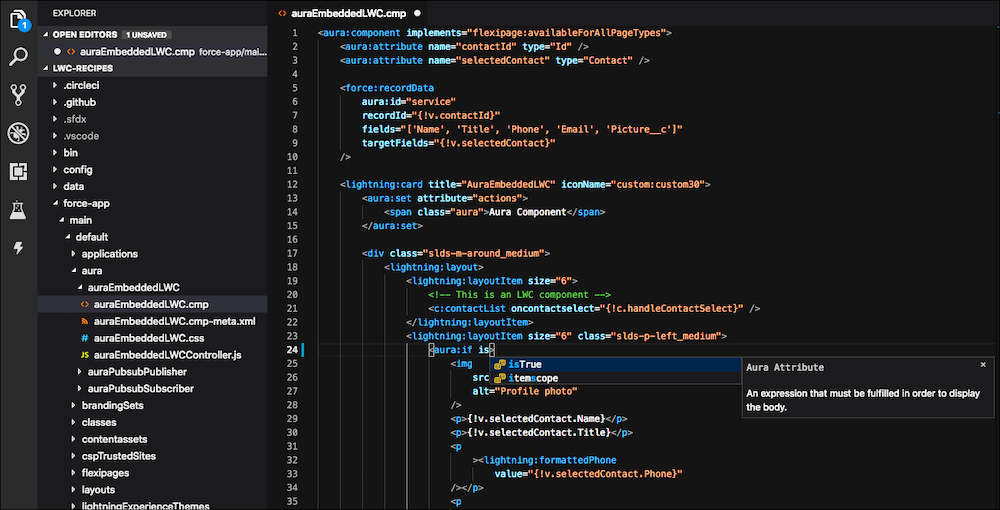 EXPLORER
OPEN EDITORS 1 UNSAVED
auraEmbeddedLWC.cmp force-app/mai...
LWC-RECIPES
.circleci
.github
.sfdx
.vscode
bin
config
data
force-app
main
default
applications
aura
auraEmbeddedLWC
<> auraEmbeddedLWC.cmp
auraEmbeddedLWC.cmp-meta.xml
# auraEmbeddedLWC.css
JS auraEmbeddedLWCController.js
auraPubsubPublisher
auraPubsubSubscriber
brandingSets
classes
contentassets
cspTrustedSites
flexipages
layouts
lightningExperienceThemes
1
<> auraEmbeddedLWC.cmp
1 <aura:component implements="flexipage:availableForAllPageTypes">
2 <aura:attribute name="contactId" type="Id" />
3 <aura:attribute name="selectedContact" type="Contact" />
4
5 <force:recordData
6 aura:id="service"
7 recordId="{!v.contactId}"
8 fields="['Name', 'Title', 'Phone', 'Email', 'Picture__c']"
9 targetFields="{!v.selectedContact}"
10 />
11
12 <lightning:card title="AuraEmbeddedLWC" iconName="custom:custom30">
13 <aura:set attribute="actions">
14 <span class="aura">Aura Component</span>
15 </aura:set>
16
17 <div class="slds-m-around_medium">
18 <lightning:layout>
19 <lightning:layoutItem size="6">
20 <!-- This is an LWC component -->
21 <c:contactList oncontactselect="{!c.handleContactSelect}" />
22 </lightning:layoutItem>
23 <lightning:layoutItem size="6" class="slds-p-left_medium">
24 <aura:if is>
25 <img
26 src
27 alt="Profile photo"
28 />
29 <p>{!v.selectedContact.Name}</p>
30 <p>{!v.selectedContact.Title}</p>
31 <p
32 ><lightning:formattedPhone
33 value="{!v.selectedContact.Phone}"
34 /></p>
35 <p
isTrue
itemscope
Aura Attribute ×
An expression that must be fulfilled in order to display
the body.